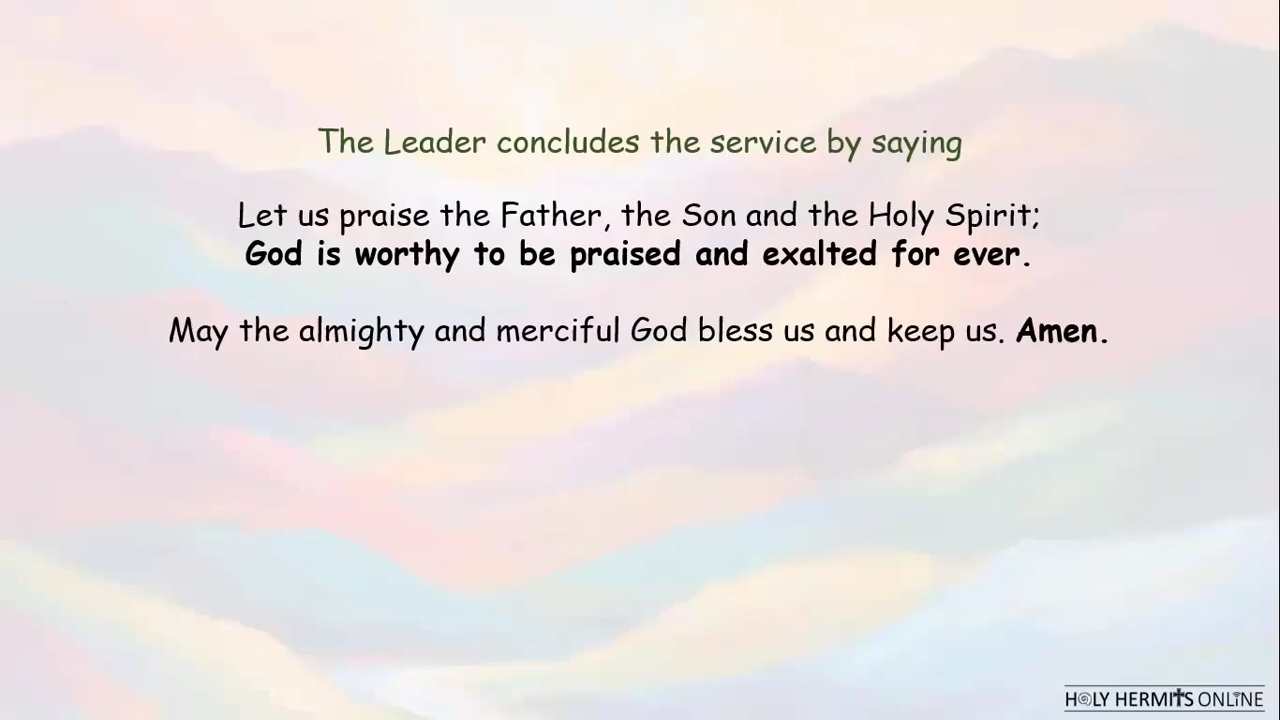 The Leader concludes the service by saying
Let us praise the Father, the Son and the Holy Spirit;
God is worthy to be praised and exalted for ever.
May the almighty and merciful God bless us and keep us. Amen.
HOLY HERMITS ONLINE